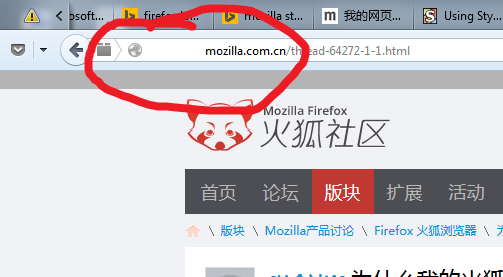 osoft...
firefo
mozilla st...
我的网页...
Using Sty...
mozilla.com.cn/thread-64272-1-1.html
Mozilla Firefox
火狐社区
首页 论坛 版块 扩展 活动
版块 \ Mozilla产品讨论 \ Firefox 火狐浏览器 \
为什么我的火狐